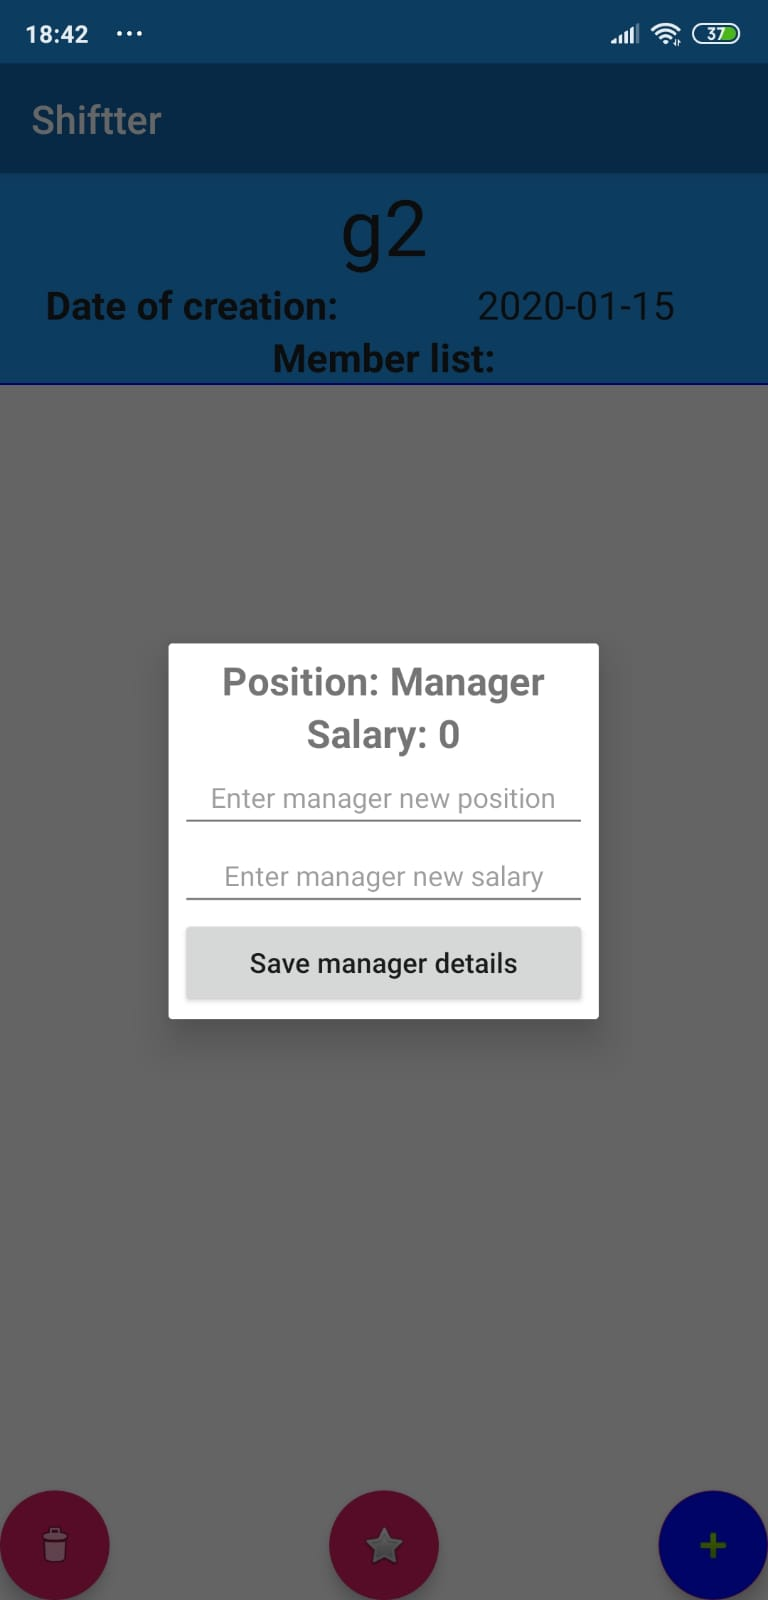 18:42 ...
37
Shiftter
g2
Date of creation: 2020-01-15
Member list:
Position: Manager
Salary: 0
Enter manager new position
Enter manager new salary
Save manager details